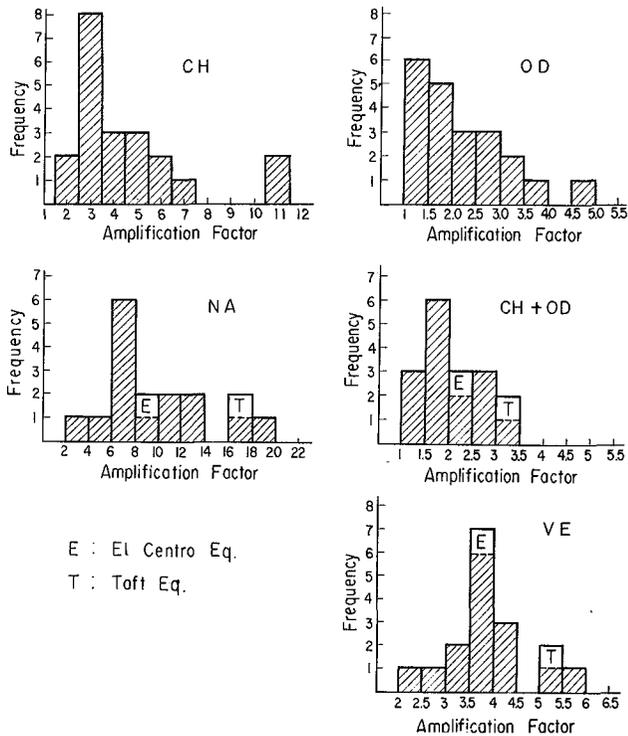 CH
Frequency
8
7
6
5
4
3
2
1
1 2 3 4 5 6 7 8 9 10 11 12
Amplification Factor
OD
Frequency
8
7
6
5
4
3
2
1
1 1.5 2.0 2.5 3.0 3.5 4.0 4.5 5.0 5.5
Amplification Factor
NA
Frequency
7
6
5
4
3
2
1
E
T
2 4 6 8 10 12 14 16 18 20 22
Amplification Factor
CH + OD
Frequency
7
6
5
4
3
2
1
E
T
1 1.5 2 2.5 3 3.5 4 4.5 5 5.5
Amplification Factor
E : El Centro Eq.
T : Taft Eq.
VE
Frequency
8
7
6
5
4
3
2
1
E
T
2 2.5 3 3.5 4 4.5 5 5.5 6 6.5
Amplification Factor